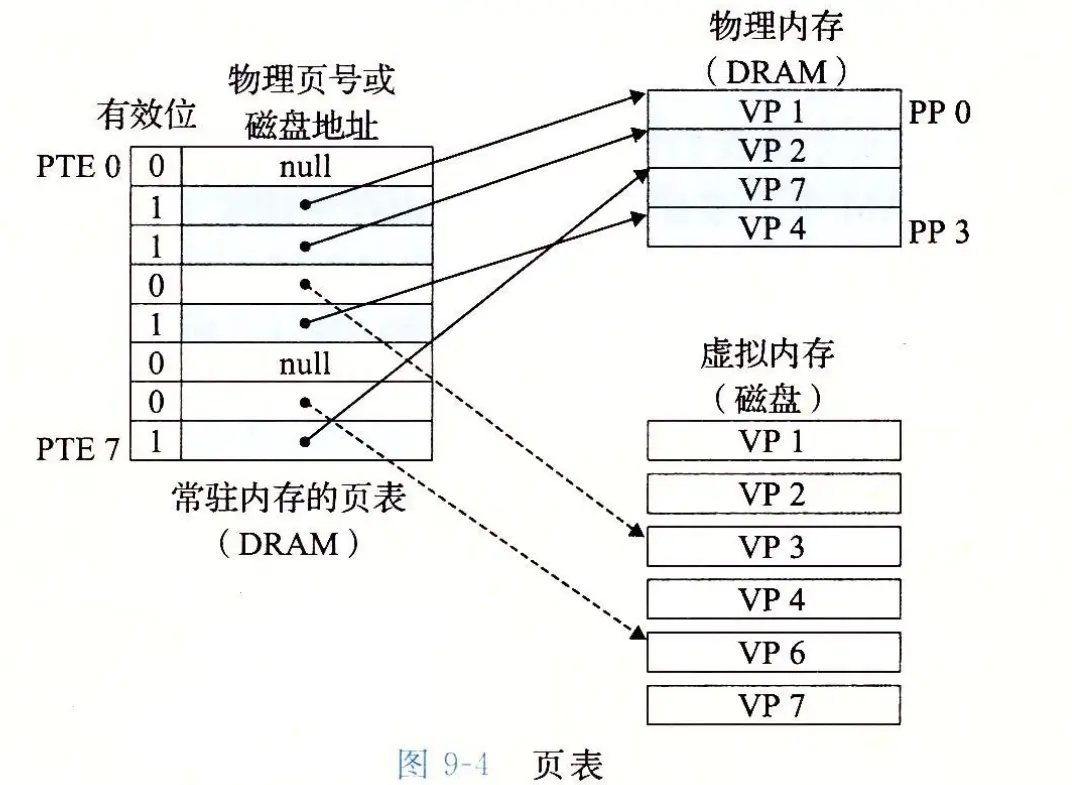 有效位
物理页号或
磁盘地址
PTE 0
0
null
1
1
0
1
0
null
0
PTE 7
1
常驻内存的页表
（DRAM）
物理内存
（DRAM）
VP 1
PP 0
VP 2
VP 7
VP 4
PP 3
虚拟内存
（磁盘）
VP 1
VP 2
VP 3
VP 4
VP 6
VP 7
图 9-4 页表